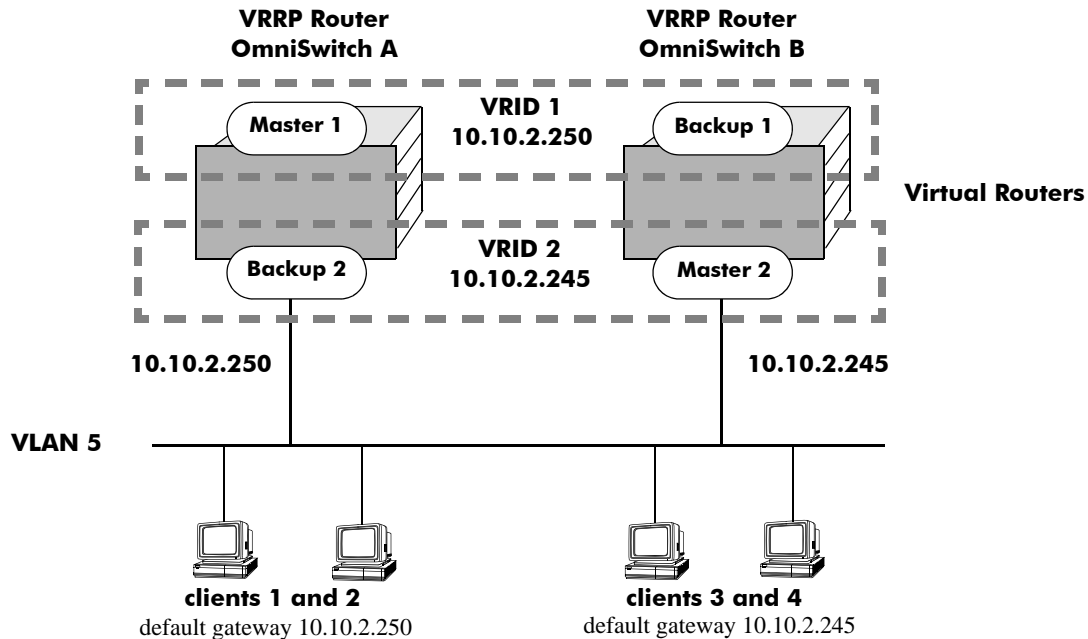 VRRP Router
OmniSwitch A
VRRP Router
OmniSwitch B
Master 1
VRID 1
10.10.2.250
Backup 1
Virtual Routers
Backup 2
VRID 2
10.10.2.245
Master 2
10.10.2.250
10.10.2.245
VLAN 5
clients 1 and 2
default gateway 10.10.2.250
clients 3 and 4
default gateway 10.10.2.245